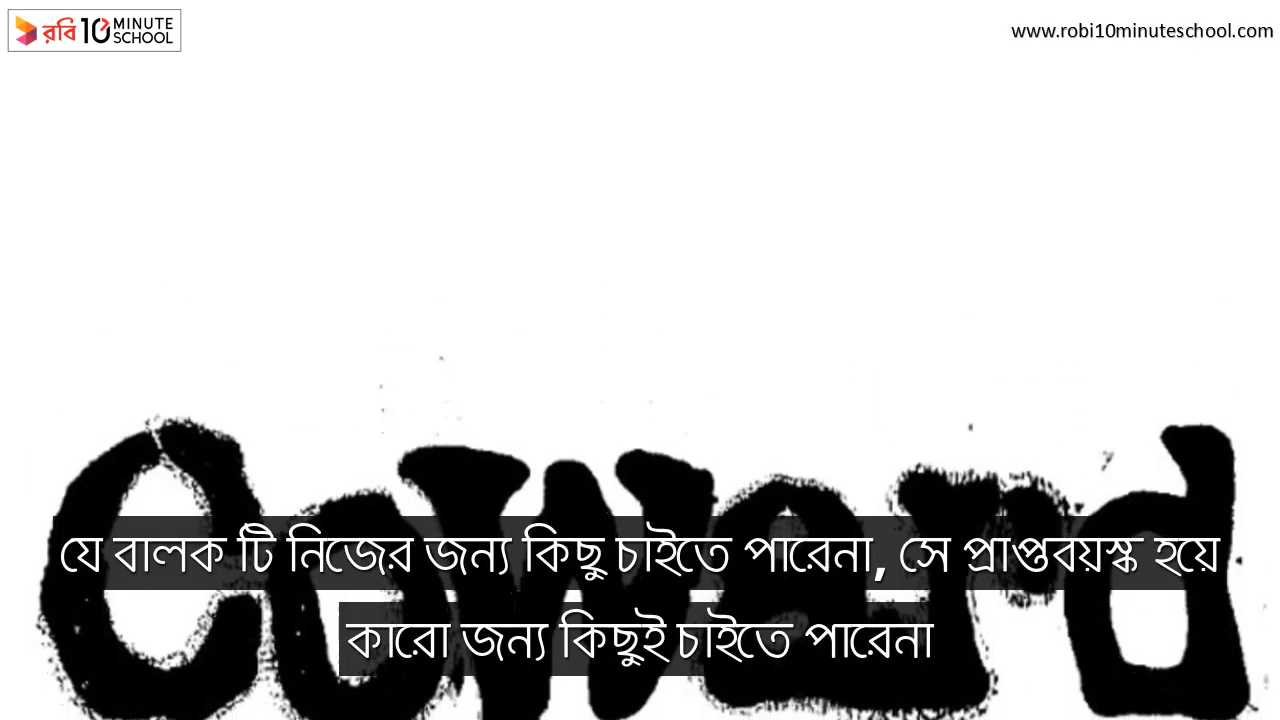 রবি 10 MINUTE SCHOOL
www.robi10minuteschool.com
Coward
যে বালক টি নিজের জন্য কিছু চাইতে পারেনা, সে প্রাপ্তবয়স্ক হয়ে
কারো জন্য কিছুই চাইতে পারেনা